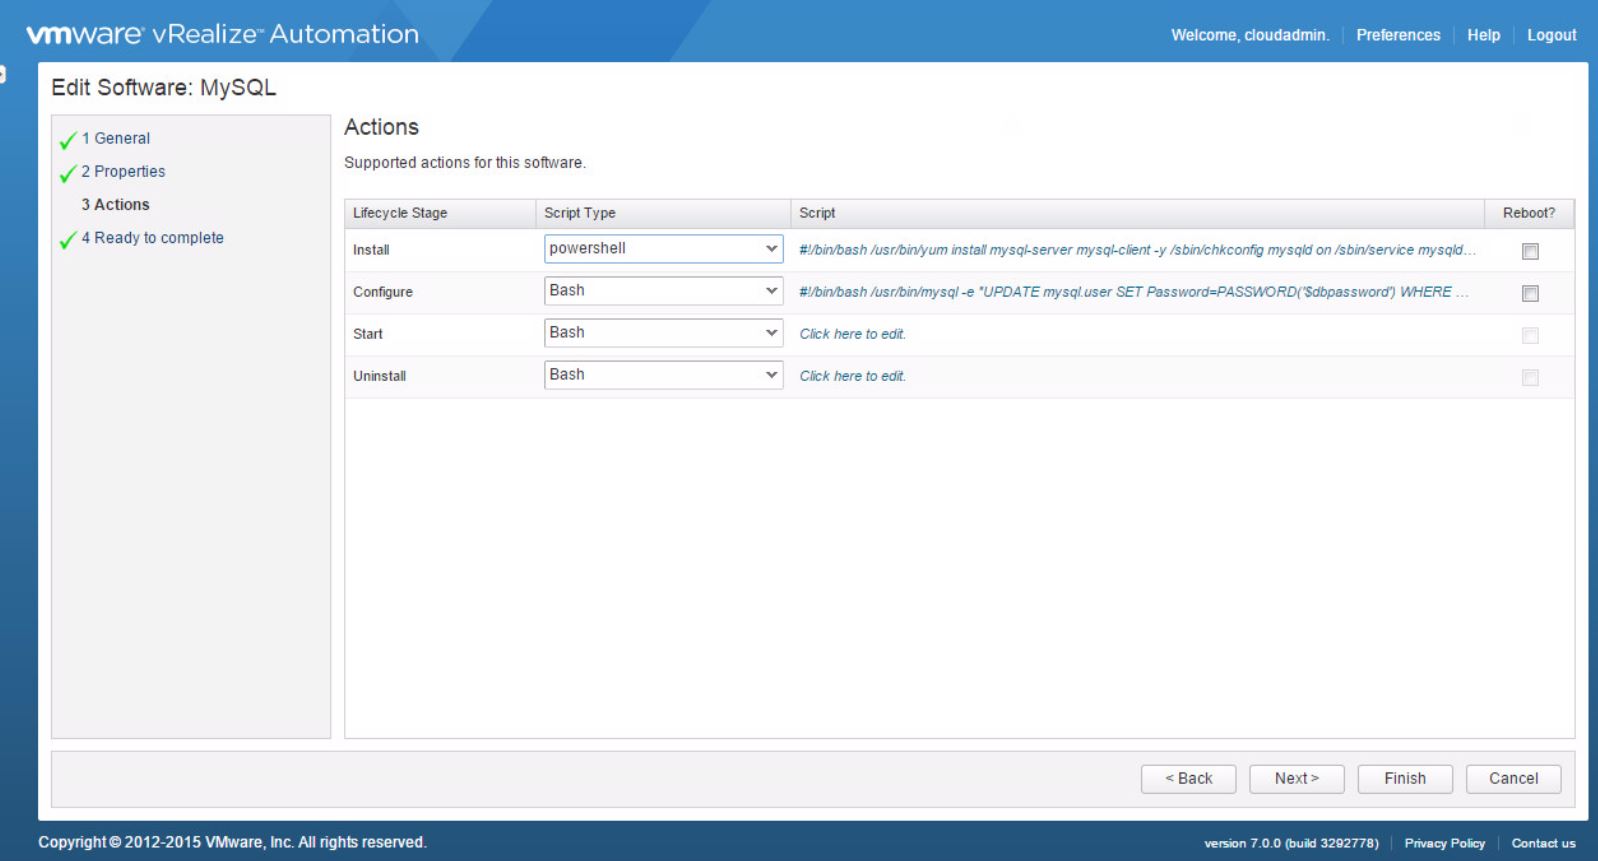 vmware® vRealize™ Automation
Welcome, cloudadmin. Preferences Help Logout
Edit Software: MySQL
1 General
2 Properties
3 Actions
4 Ready to complete
Actions
Supported actions for this software.
Lifecycle Stage Script Type Script Reboot?
Install powershell #!/bin/bash /usr/bin/yum install mysql-server mysql-client -y /sbin/chkconfig mysqld on /sbin/service mysqld...
Configure Bash #!/bin/bash /usr/bin/mysql -e "UPDATE mysql.user SET Password=PASSWORD('$dbpassword') WHERE ...
Start Bash Click here to edit.
Uninstall Bash Click here to edit.
< Back Next > Finish Cancel
Copyright © 2012-2015 VMware, Inc. All rights reserved.
version 7.0.0 (build 3292778) Privacy Policy Contact us